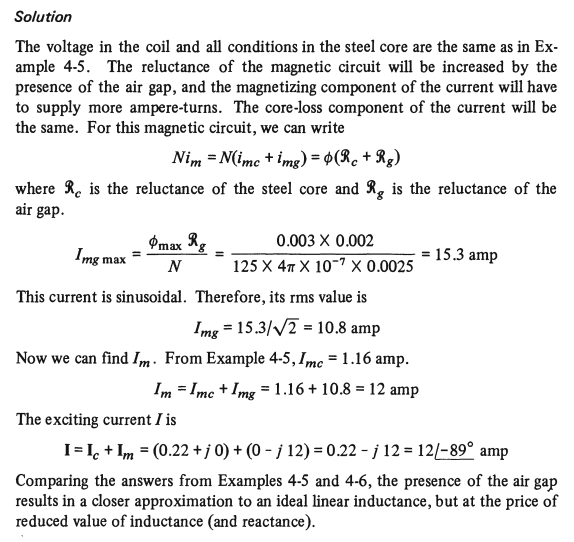 Solution
The voltage in the coil and all conditions in the steel core are the same as in Ex-
ample 4-5. The reluctance of the magnetic circuit will be increased by the
presence of the air gap, and the magnetizing component of the current will have
to supply more ampere-turns. The core-loss component of the current will be
the same. For this magnetic circuit, we can write
Ni_m = N(i_mc + i_mg) = ϕ(ℛ_c + ℛ_g)
where ℛ_c is the reluctance of the steel core and ℛ_g is the reluctance of the
air gap.
I_mg max = ϕ_max ℛ_g / N = 0.003 X 0.002 / 125 X 4π X 10⁻⁷ X 0.0025 = 15.3 amp
This current is sinusoidal. Therefore, its rms value is
I_mg = 15.3/√2 = 10.8 amp
Now we can find I_m. From Example 4-5, I_mc = 1.16 amp.
I_m = I_mc + I_mg = 1.16 + 10.8 = 12 amp
The exciting current I is
I = I_c + I_m = (0.22 + j 0) + (0 - j 12) = 0.22 - j 12 = 12/-89° amp
Comparing the answers from Examples 4-5 and 4-6, the presence of the air gap
results in a closer approximation to an ideal linear inductance, but at the price of
reduced value of inductance (and reactance).